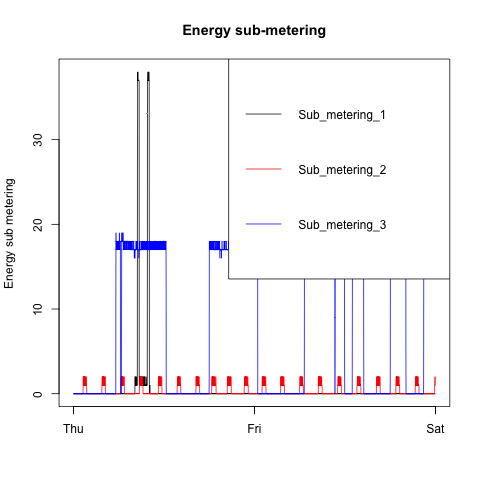 Energy sub-metering
Sub_metering_1
Sub_metering_2
Sub_metering_3
Energy sub metering
30
20
10
0
Thu
Fri
Sat